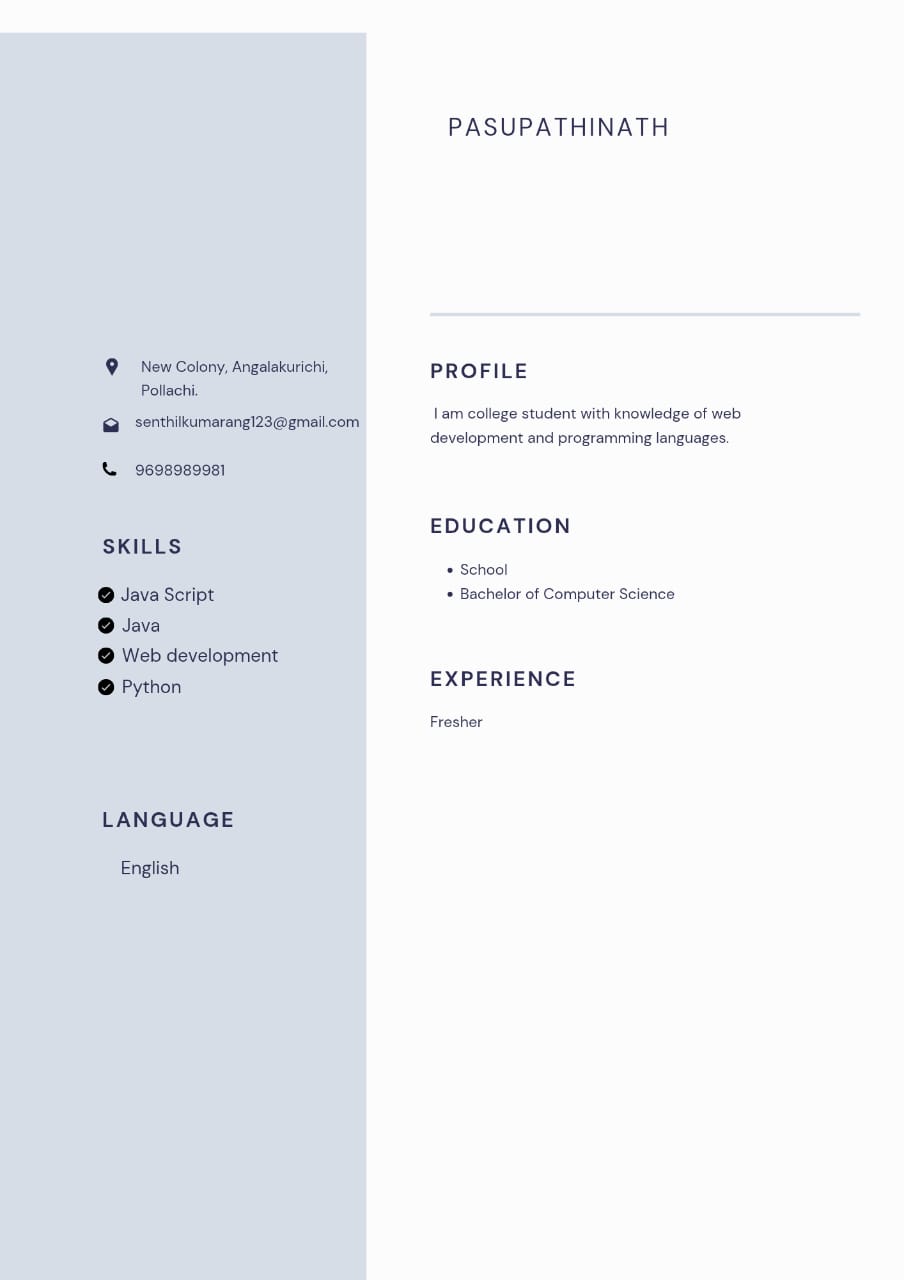 PASUPATHINATH
New Colony, Angalakurichi,
Pollachi.
senthilkumarang123@gmail.com
9698989981
SKILLS
Java Script
Java
Web development
Python
LANGUAGE
English
PROFILE
I am college student with knowledge of web
development and programming languages.
EDUCATION
• School
• Bachelor of Computer Science
EXPERIENCE
Fresher